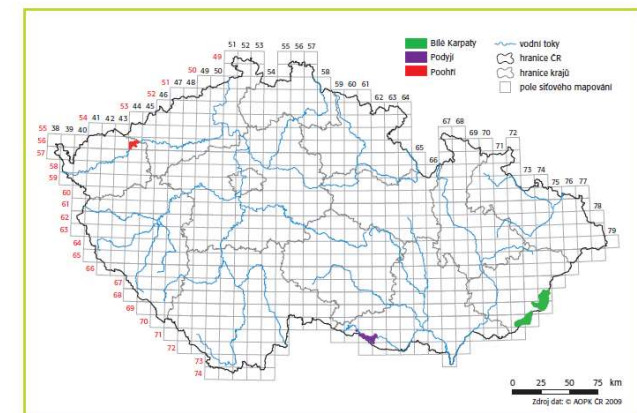 51 52 53
55 56 57
49
50
48 49 50
54
58
51
46 47
59 60 61
52
62 63 64
53
44 45
54
41 42 43
55 38 39 40
56
57
58
59
60
61
62
63
64
65
66
67
68
69
70
71
72
73
74
65
66
67 68
69 70
71
72
73 74
75 76 77
78
79
Bílé Karpaty
Podyjí
Poohří
vodní toky
hranice ČR
hranice krajů
pole síťového mapování
0 25 50 75 km
Zdroj dat: © AOPK ČR 2009